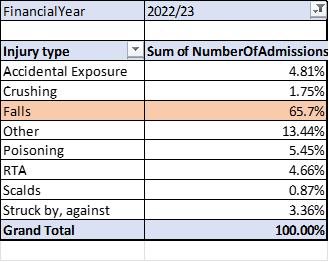 FinancialYear 2022/23
Injury type Sum of NumberOfAdmissions
Accidental Exposure 4.81%
Crushing 1.75%
Falls 65.7%
Other 13.44%
Poisoning 5.45%
RTA 4.66%
Scalds 0.87%
Struck by, against 3.36%
Grand Total 100.00%